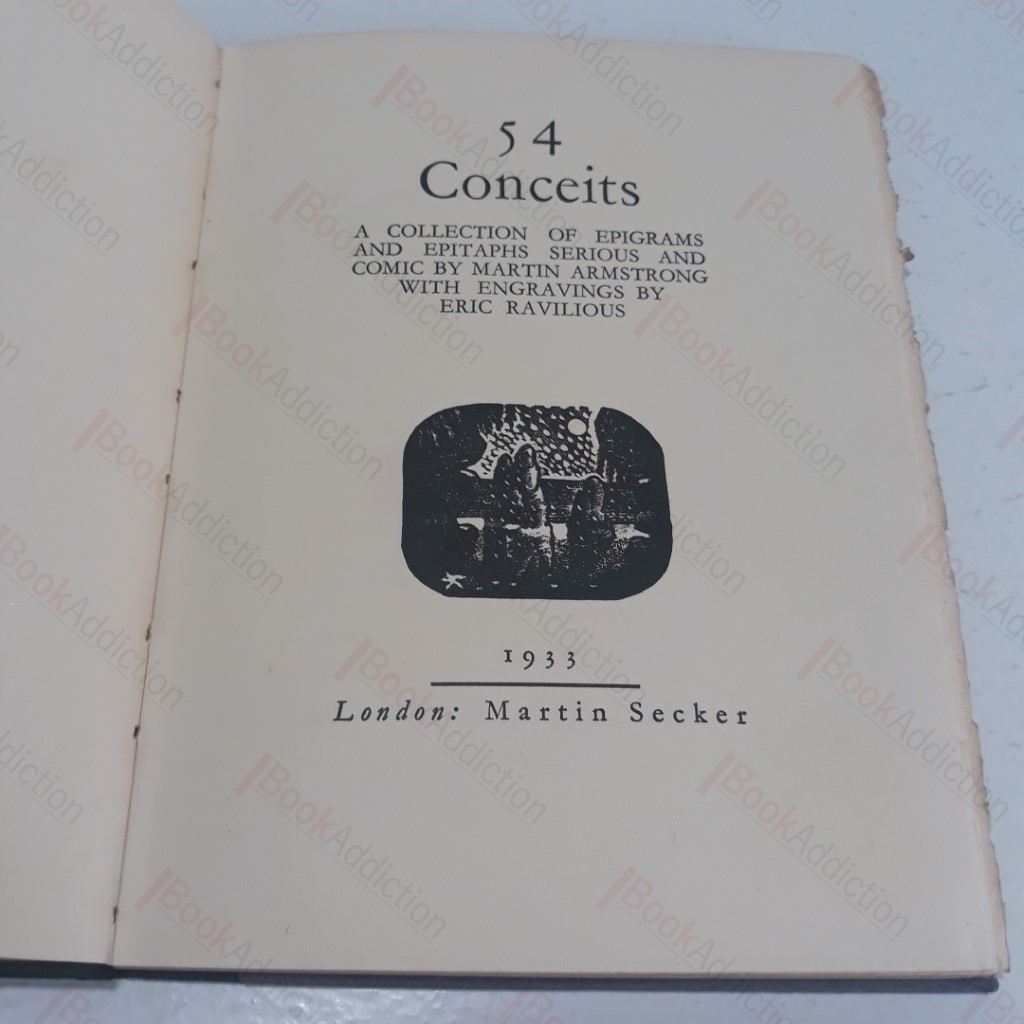 54
Conceits
A COLLECTION OF EPIGRAMS
AND EPITAPHS SERIOUS AND
COMIC BY MARTIN ARMSTRONG
WITH ENGRAVINGS BY
ERIC RAVILIOUS
1933
London: Martin Secker
BookAddiction